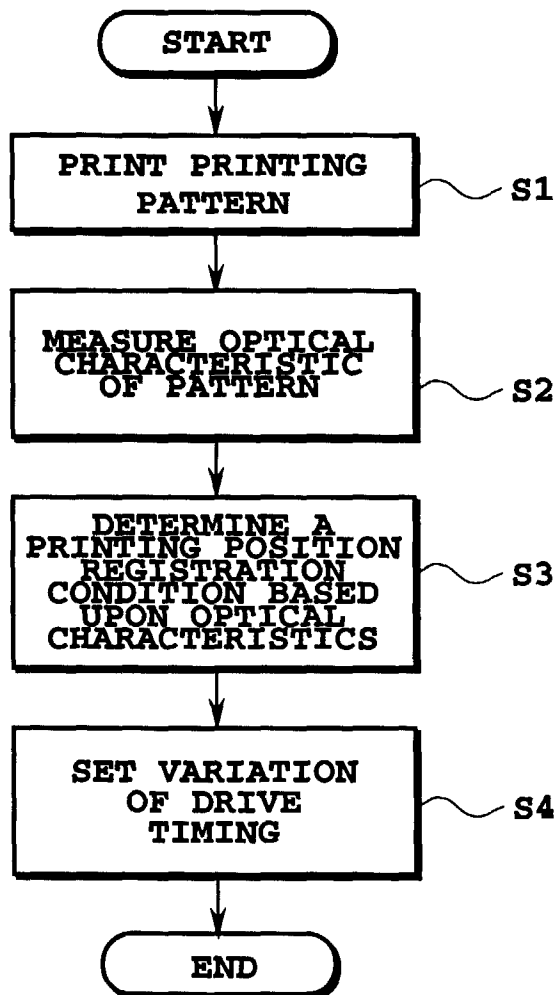 START
PRINT PRINTING
PATTERN
S1
MEASURE OPTICAL
CHARACTERISTIC
OF PATTERN
S2
DETERMINE A
PRINTING POSITION
REGISTRATION
CONDITION BASED
UPON OPTICAL
CHARACTERISTICS
S3
SET VARIATION
OF DRIVE
TIMING
S4
END